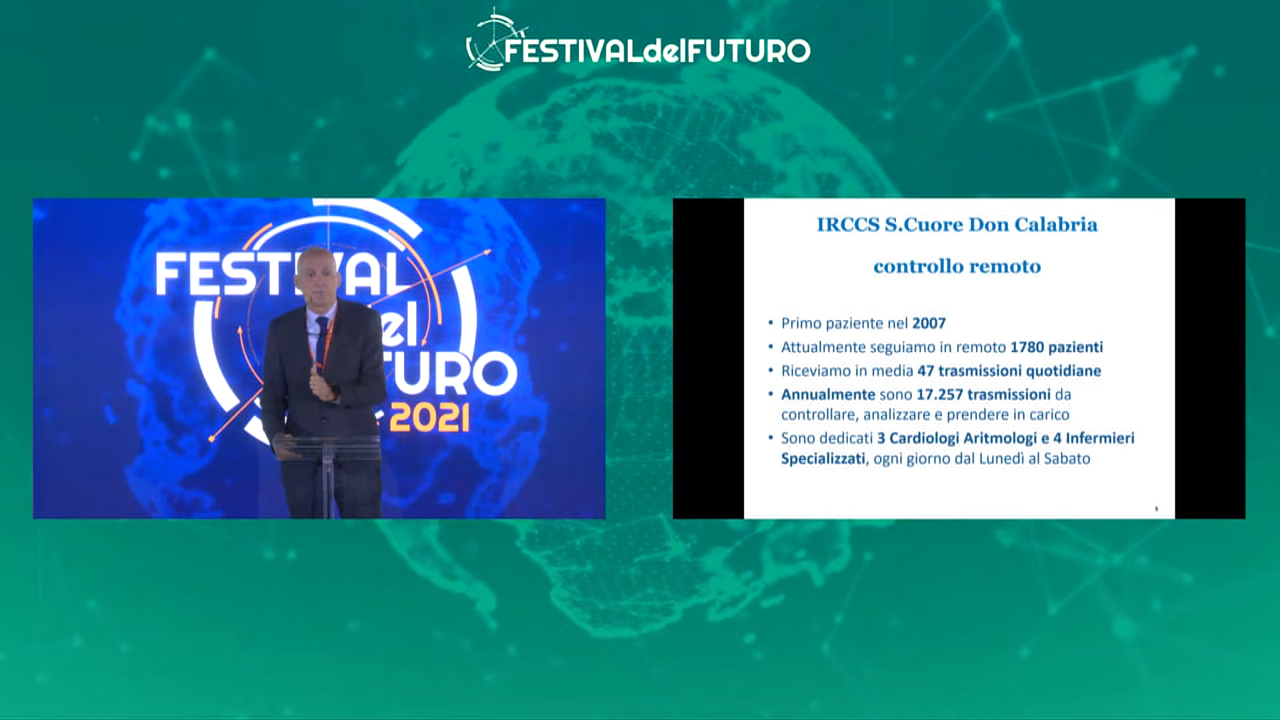 FESTIVALdelFUTURO
FESTIVAL
del
FUTURO
2021
IRCCS S.Cuore Don Calabria
controllo remoto
• Primo paziente nel 2007
• Attualmente seguiamo in remoto 1780 pazienti
• Riceviamo in media 47 trasmissioni quotidiane
• Annualmente sono 17.257 trasmissioni da
controllare, analizzare e prendere in carico
• Sono dedicati 3 Cardiologi Aritmologi e 4 Infermieri
Specializzati, ogni giorno dal Lunedì al Sabato